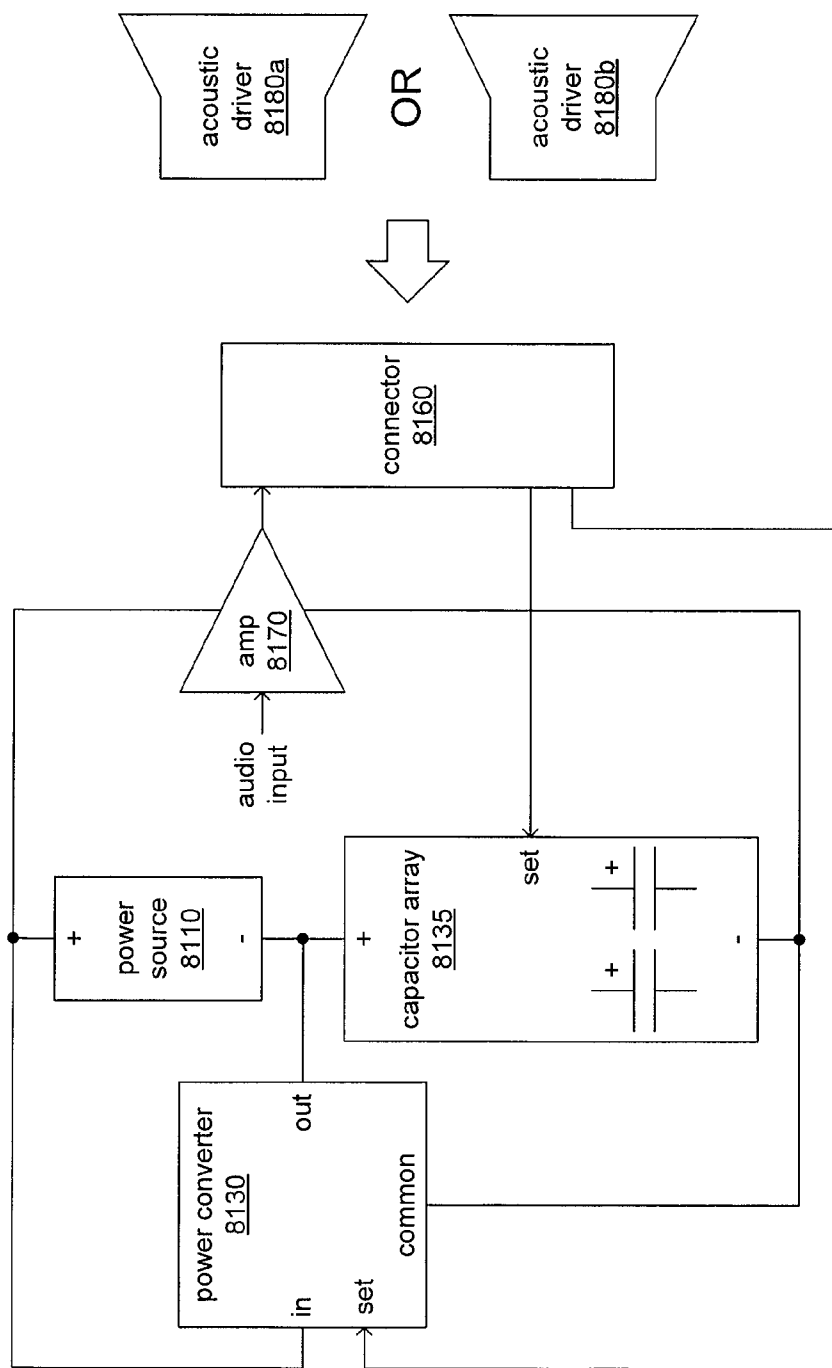 acoustic
driver
8180a
OR
acoustic
driver
8180b
connector
8160
amp
8170
audio
input
+
power
source
8110
-
+
capacitor array
8135
set
+
+
-
power converter
8130
in
out
set
common